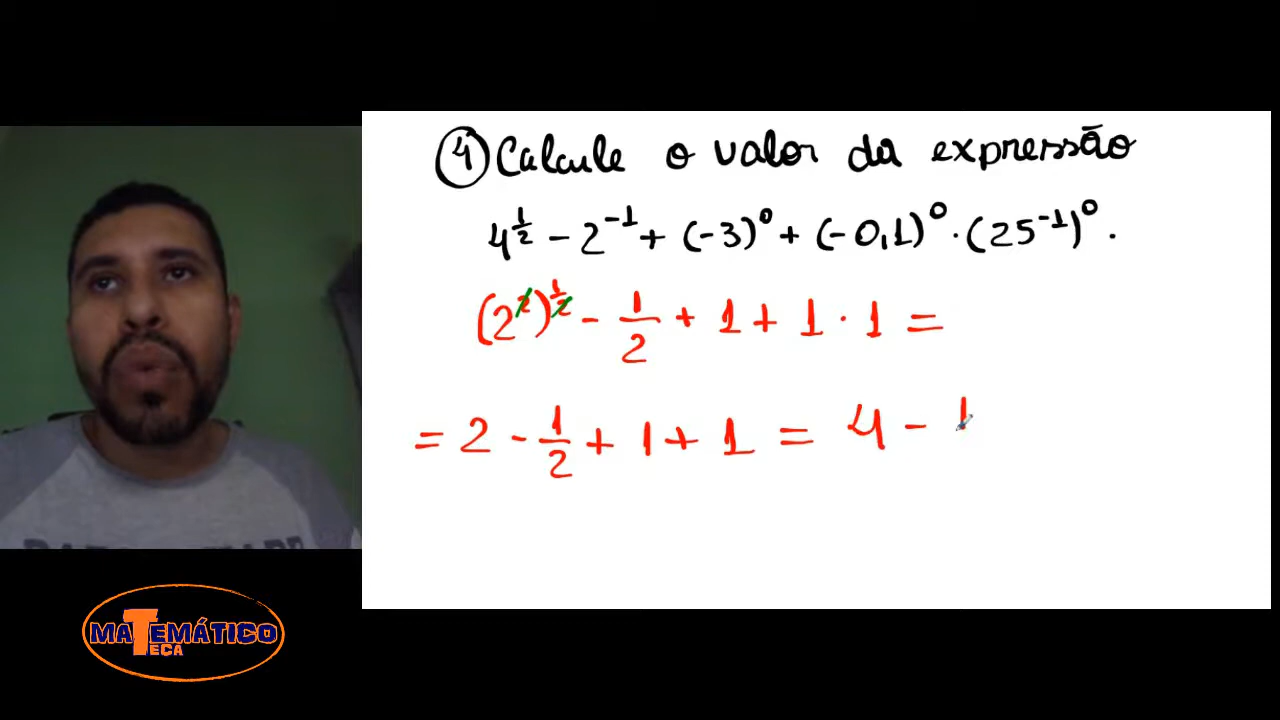 ④ Calcule o valor da expressão
4^{1/2} - 2^{-1} + (-3)^0 + (-0,1)^0 · (25^{-1})^0 .
(2^2)^{1/2} - 1/2 + 1 + 1 · 1 =
= 2 - 1/2 + 1 + 1 = 4 - 1
MATEMÁTICO
TECA